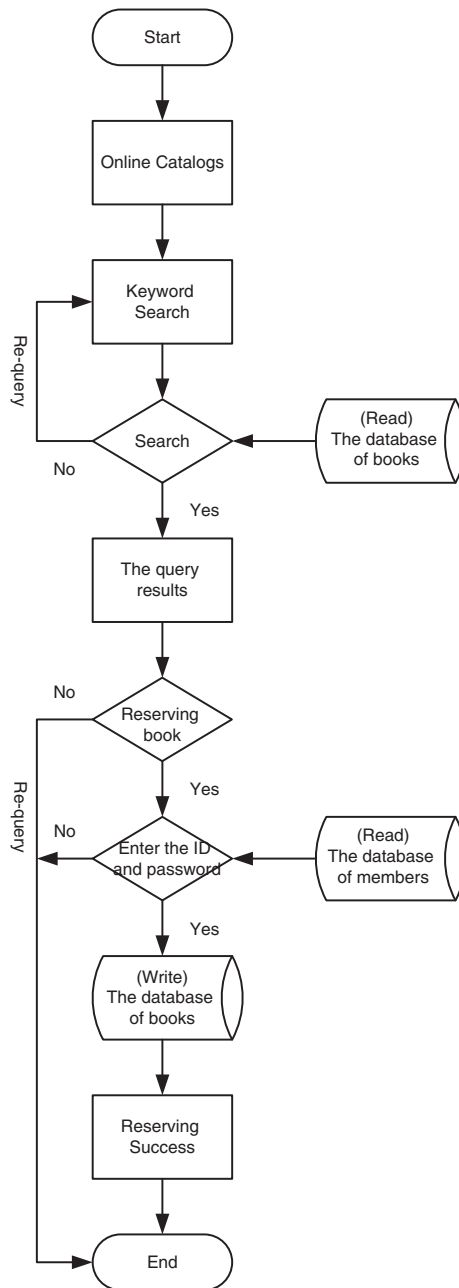 Start
Online Catalogs
Keyword
Search
Re-query
Search
(Read)
The database
of books
No
Yes
The query
results
No
Reserving
book
Yes
Re-query
No
Enter the ID
and password
(Read)
The database
of members
Yes
(Write)
The database
of books
Reserving
Success
End